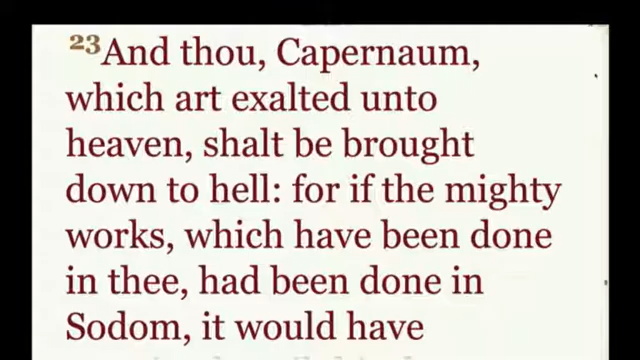 23And thou, Capernaum,
which art exalted unto
heaven, shalt be brought
down to hell: for if the mighty
works, which have been done
in thee, had been done in
Sodom, it would have